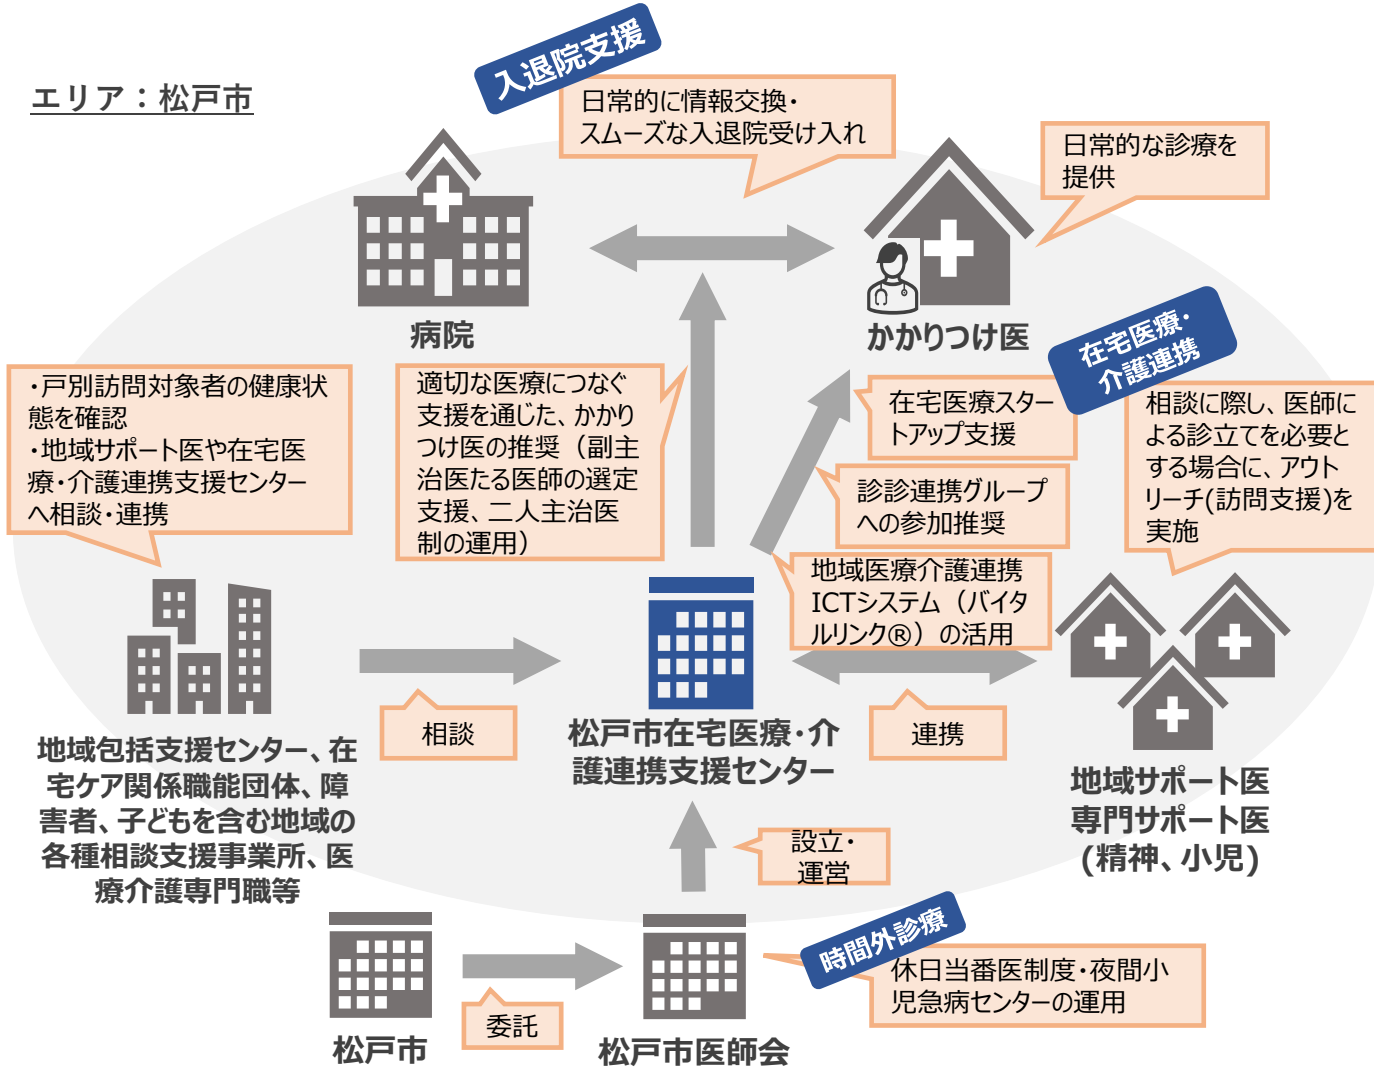 エリア：松戸市
入退院支援
日常的に情報交換・
スムーズな入退院受け入れ
日常的な診療を
提供
病院
かかりつけ医
在宅医療・
介護連携
・戸別訪問対象者の健康状
態を確認
・地域サポート医や在宅医
療・介護連携支援センター
へ相談・連携
適切な医療につなぐ
支援を通じた、かかり
つけ医の推奨（副主
治医たる医師の選定
支援、二人主治医
制の運用）
在宅医療スター
トアップ支援
診診連携グループ
への参加推奨
地域医療介護連携
ICTシステム（バイタ
ルリンク®）の活用
相談に際し、医師に
よる診立てを必要と
する場合に、アウト
リーチ(訪問支援)を
実施
相談
連携
地域包括支援センター、在
宅ケア関係職能団体、障
害者、子どもを含む地域の
各種相談支援事業所、医
療介護専門職等
松戸市在宅医療・介
護連携支援センター
地域サポート医
専門サポート医
(精神、小児)
設立・
運営
時間外診療
休日当番医制度・夜間小
児急病センターの運用
委託
松戸市
松戸市医師会